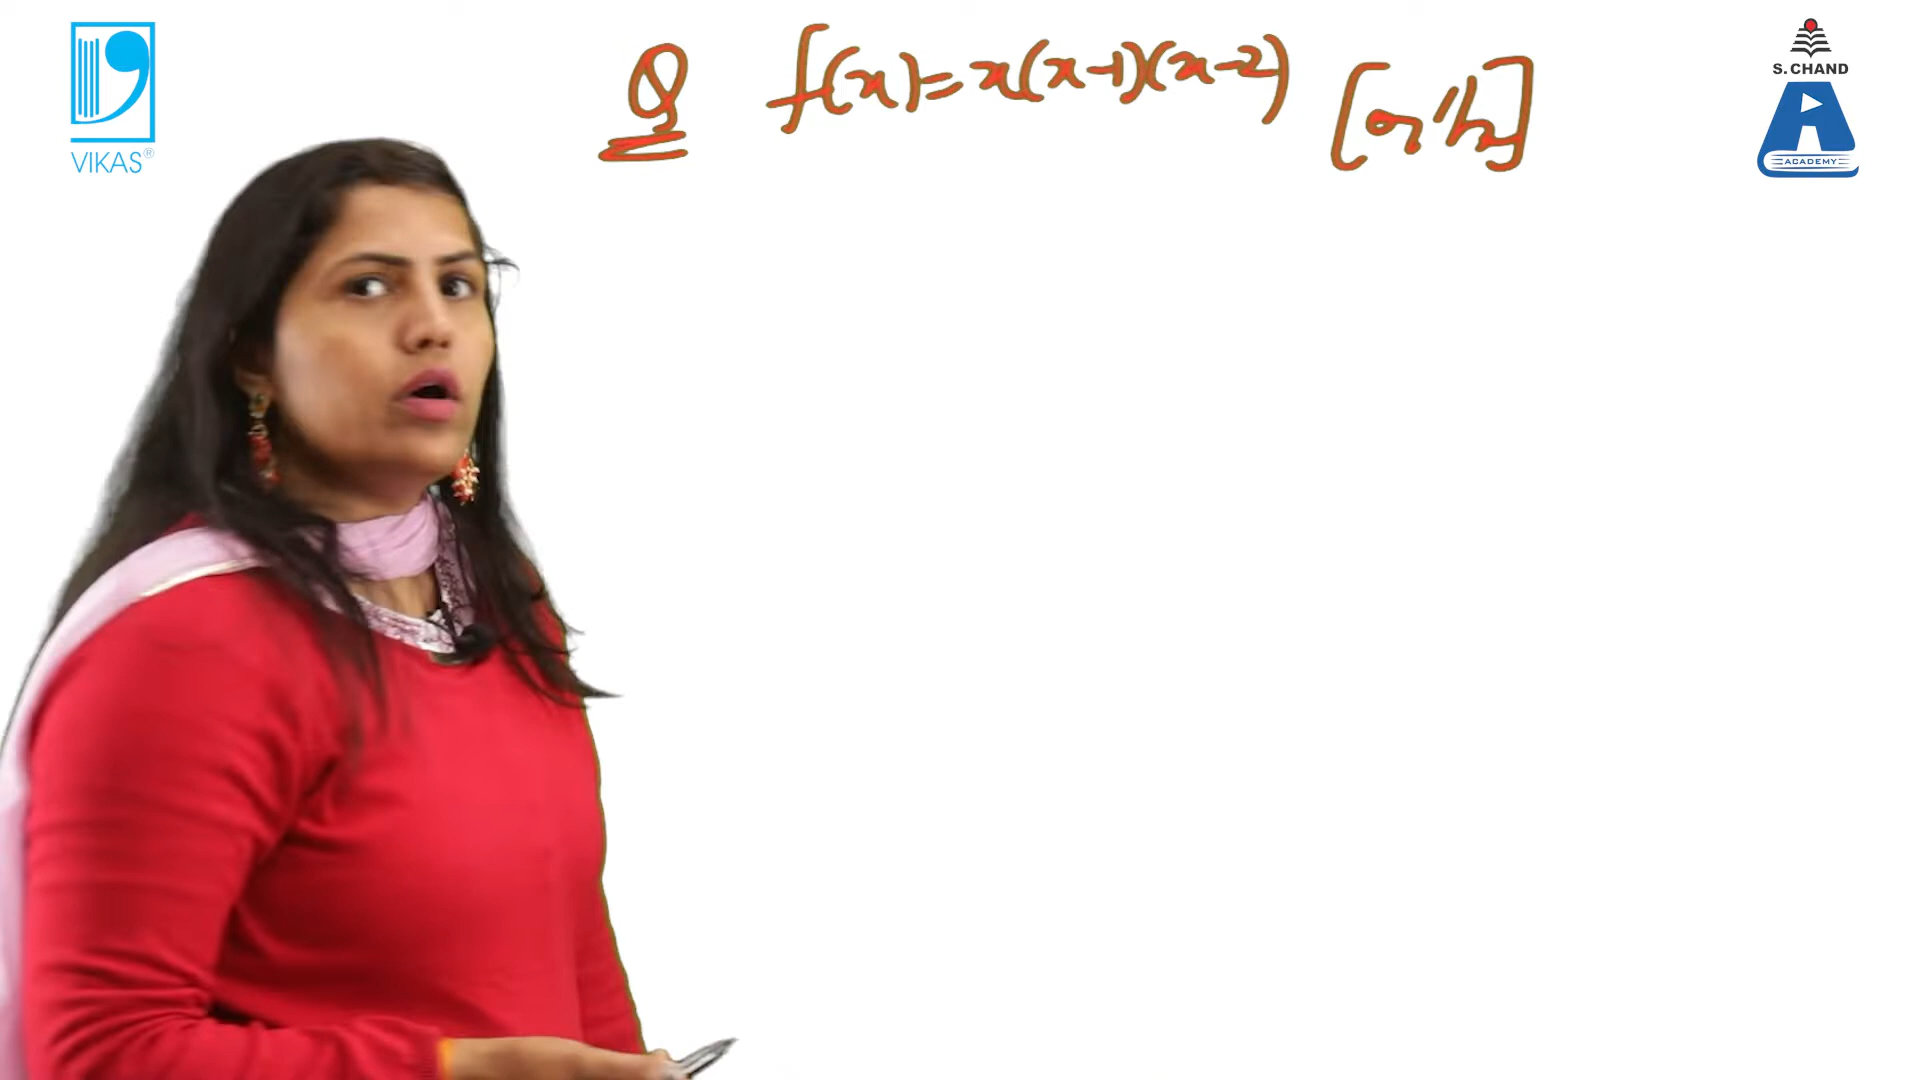 Q f(x)=x(x-1)(x-2) [0, 1/2]
VIKAS®
S. CHAND
ACADEMY